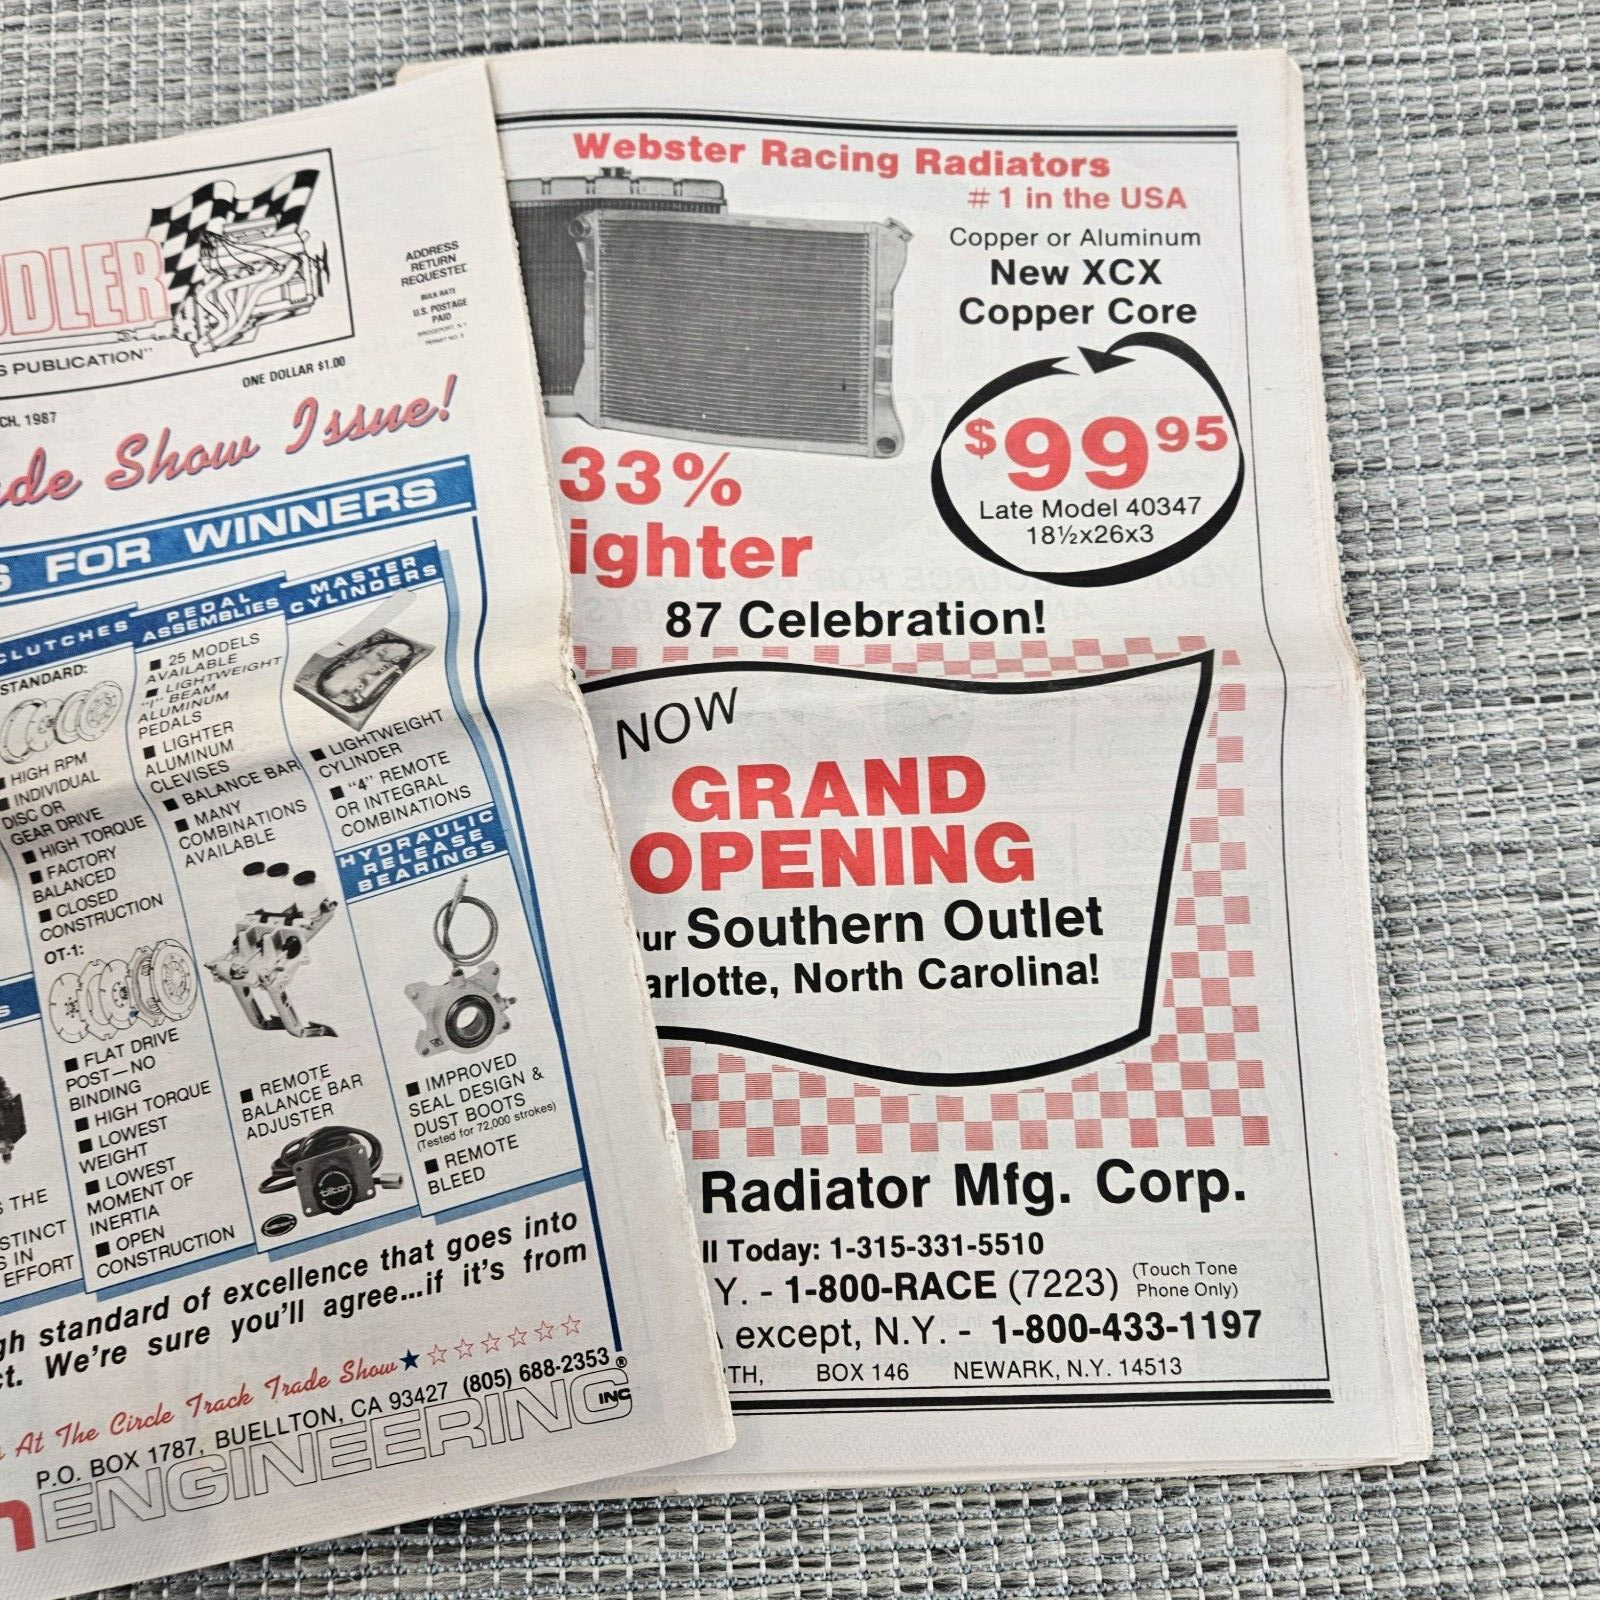 DLER
S PUBLICATION"
ADDRESS
RETURN
REQUESTED
BULK RATE
U.S. POSTAGE
PAID
BRIDGEPORT, N.Y.
ONE DOLLAR $1.00
CH, 1987
de Show Issue!
S FOR WINNERS
CLUTCHES
STANDARD:
■ HIGH RPM
■ INDIVIDUAL
DISC OR
GEAR DRIVE
■ HIGH TORQUE
■ FACTORY
BALANCED
■ CLOSED
CONSTRUCTION
OT-1:
■ FLAT DRIVE
POST—NO
BINDING
■ HIGH TORQUE
■ LOWEST
WEIGHT
■ LOWEST
MOMENT OF
INERTIA
■ OPEN
CONSTRUCTION
PEDAL
ASSEMBLIES
■ 25 MODELS
AVAILABLE
■ LIGHTWEIGHT
"I" BEAM
ALUMINUM
PEDALS
■ LIGHTER
ALUMINUM
CLEVISES
■ BALANCE BAR
■ MANY
COMBINATIONS
AVAILABLE
■ REMOTE
BALANCE BAR
ADJUSTER
tilton
MASTER
CYLINDERS
■ LIGHTWEIGHT
CYLINDER
■ "4" REMOTE
OR INTEGRAL
COMBINATIONS
HYDRAULIC
RELEASE
BEARINGS
■ IMPROVED
SEAL DESIGN &
DUST BOOTS
(Tested for 72,000 strokes)
■ REMOTE
BLEED
S
S THE
STINCT
S IN
EFFORT
gh standard of excellence that goes into
ct. We're sure you'll agree...if it's from
At The Circle Track Trade Show ★☆☆☆☆☆☆
P.O. BOX 1787, BUELLTON, CA 93427 (805) 688-2353
n ENGINEERING INC ®
Webster Racing Radiators
# 1 in the USA
Copper or Aluminum
New XCX
Copper Core
$99 95
Late Model 40347
18½x26x3
33%
ighter
87 Celebration!
NOW
GRAND
OPENING
ur Southern Outlet
arlotte, North Carolina!
Radiator Mfg. Corp.
ll Today: 1-315-331-5510
Y. - 1-800-RACE (7223) (Touch Tone
Phone Only)
except, N.Y. - 1-800-433-1197
TH, BOX 146 NEWARK, N.Y. 14513